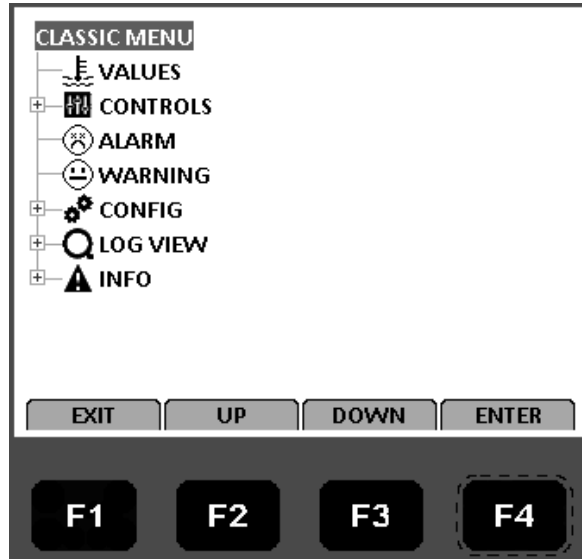 CLASSIC MENU
VALUES
CONTROLS
ALARM
WARNING
CONFIG
LOG VIEW
INFO
EXIT UP DOWN ENTER
F1 F2 F3 F4